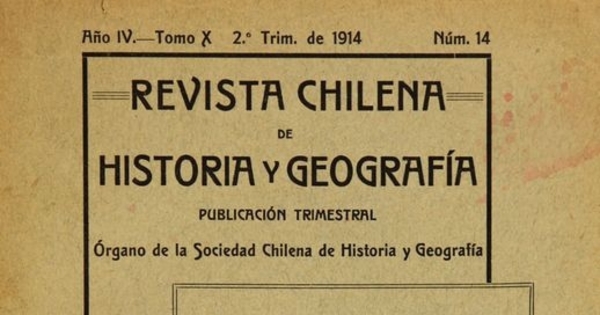 Año IV.—Tomo X 2.º Trim. de 1914 Núm. 14
REVISTA CHILENA
DE
HISTORIA Y GEOGRAFÍA
PUBLICACIÓN TRIMESTRAL
Órgano de la Sociedad Chilena de Historia y Geografía